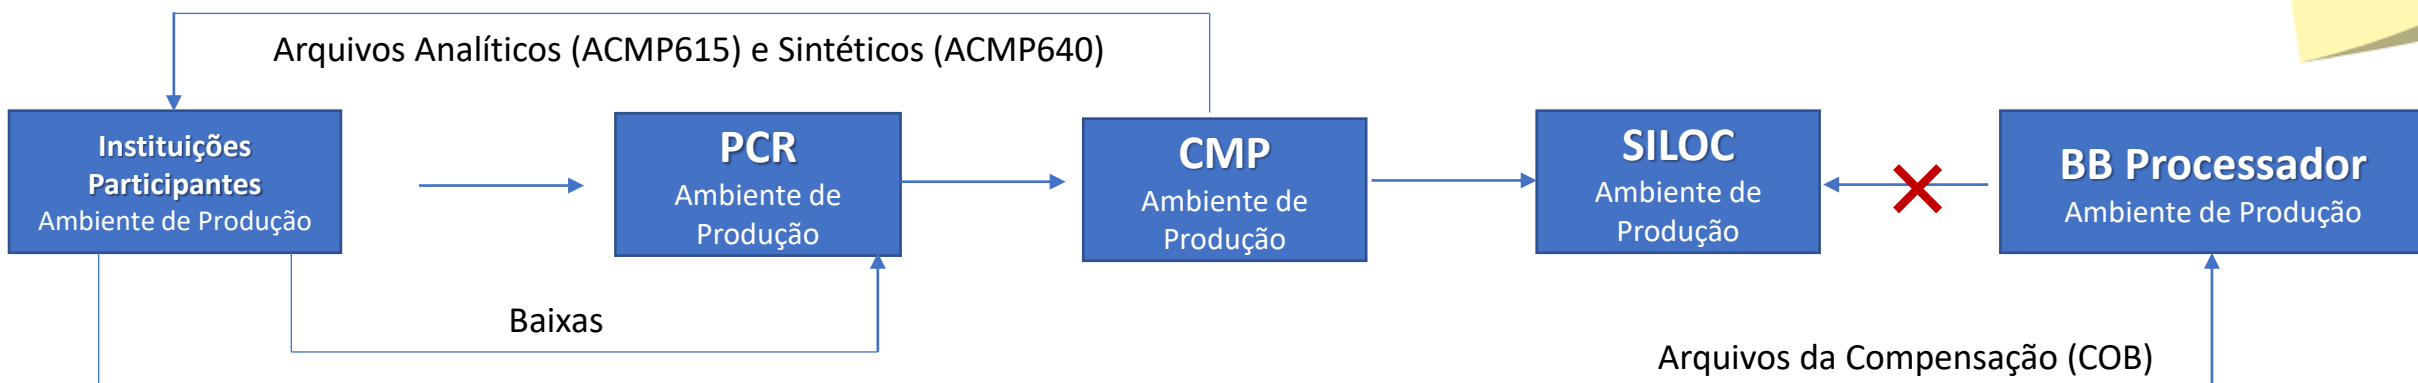 Arquivos Analíticos (ACMP615) e Sintéticos (ACMP640)
Instituições
Participantes
Ambiente de Produção
PCR
Ambiente de
Produção
CMP
Ambiente de
Produção
SILOC
Ambiente de
Produção
BB Processador
Ambiente de Produção
Baixas
Arquivos da Compensação (COB)